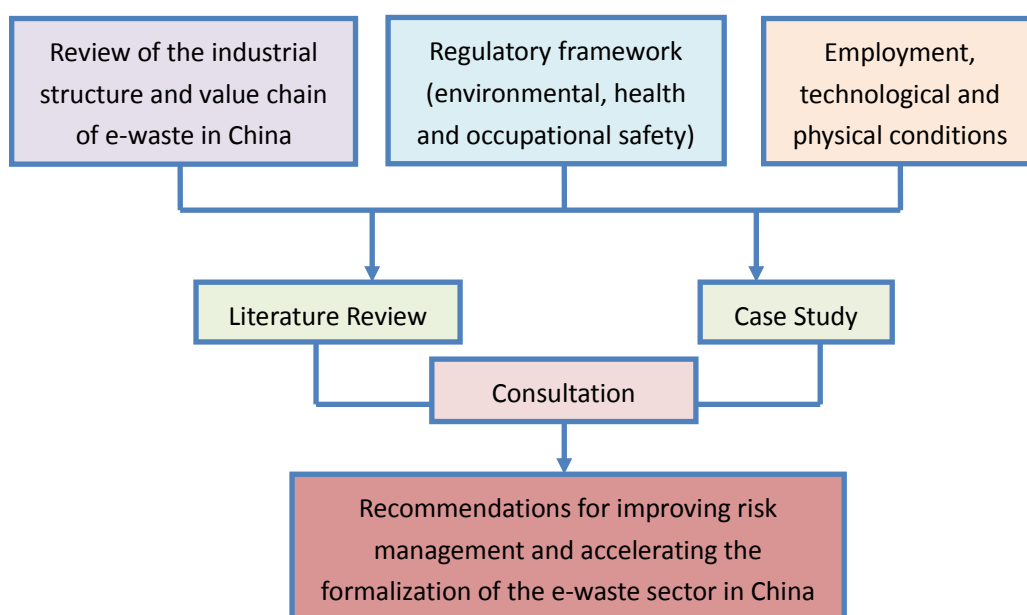 Review of the industrial
structure and value chain
of e-waste in China
Regulatory framework
(environmental, health
and occupational safety)
Employment,
technological and
physical conditions
Literature Review
Case Study
Consultation
Recommendations for improving risk
management and accelerating the
formalization of the e-waste sector in China